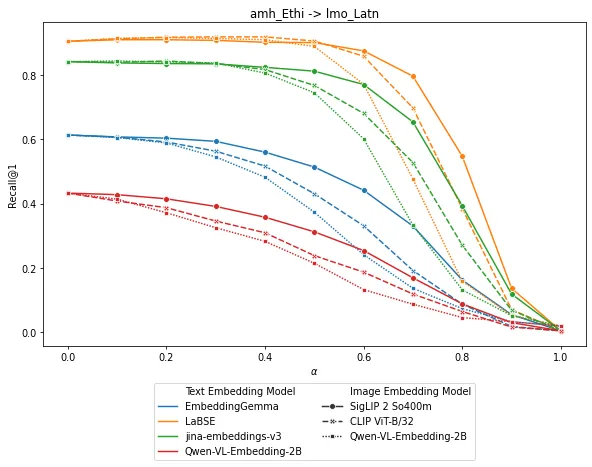 amh_Ethi -> lmo_Latn
Recall@1
0.8
0.6
0.4
0.2
0.0
0.0 0.2 0.4 0.6 0.8 1.0
α
Text Embedding Model
EmbeddingGemma
LaBSE
jina-embeddings-v3
Qwen-VL-Embedding-2B
Image Embedding Model
SigLIP 2 So400m
CLIP ViT-B/32
Qwen-VL-Embedding-2B